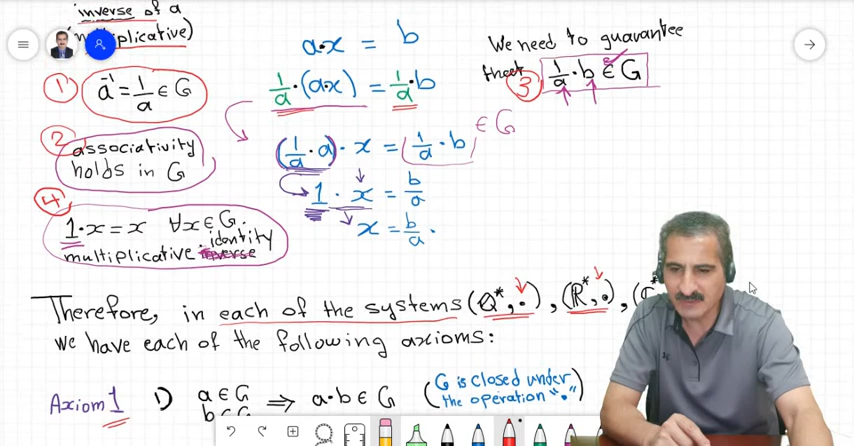 inverse of a
multiplicative)
① a⁻¹ = 1/a ∈ G
② associativity
holds in G
④ 1·x = x ∀x∈G.
multiplicative identity
a·x = b
1/a·(a·x) = 1/a·b
(1/a·a)·x = (1/a·b) ∈ G
1·x = b/a
x = b/a.
We need to guarantee
that ③ 1/a·b ∈ G
Therefore, in each of the systems (Q*, ·), (R*, ·), (C*
we have each of the following axioms:
Axiom 1 1) a ∈ G ⟹ a·b ∈ G (G is closed under
b ∈ G the operation "·"